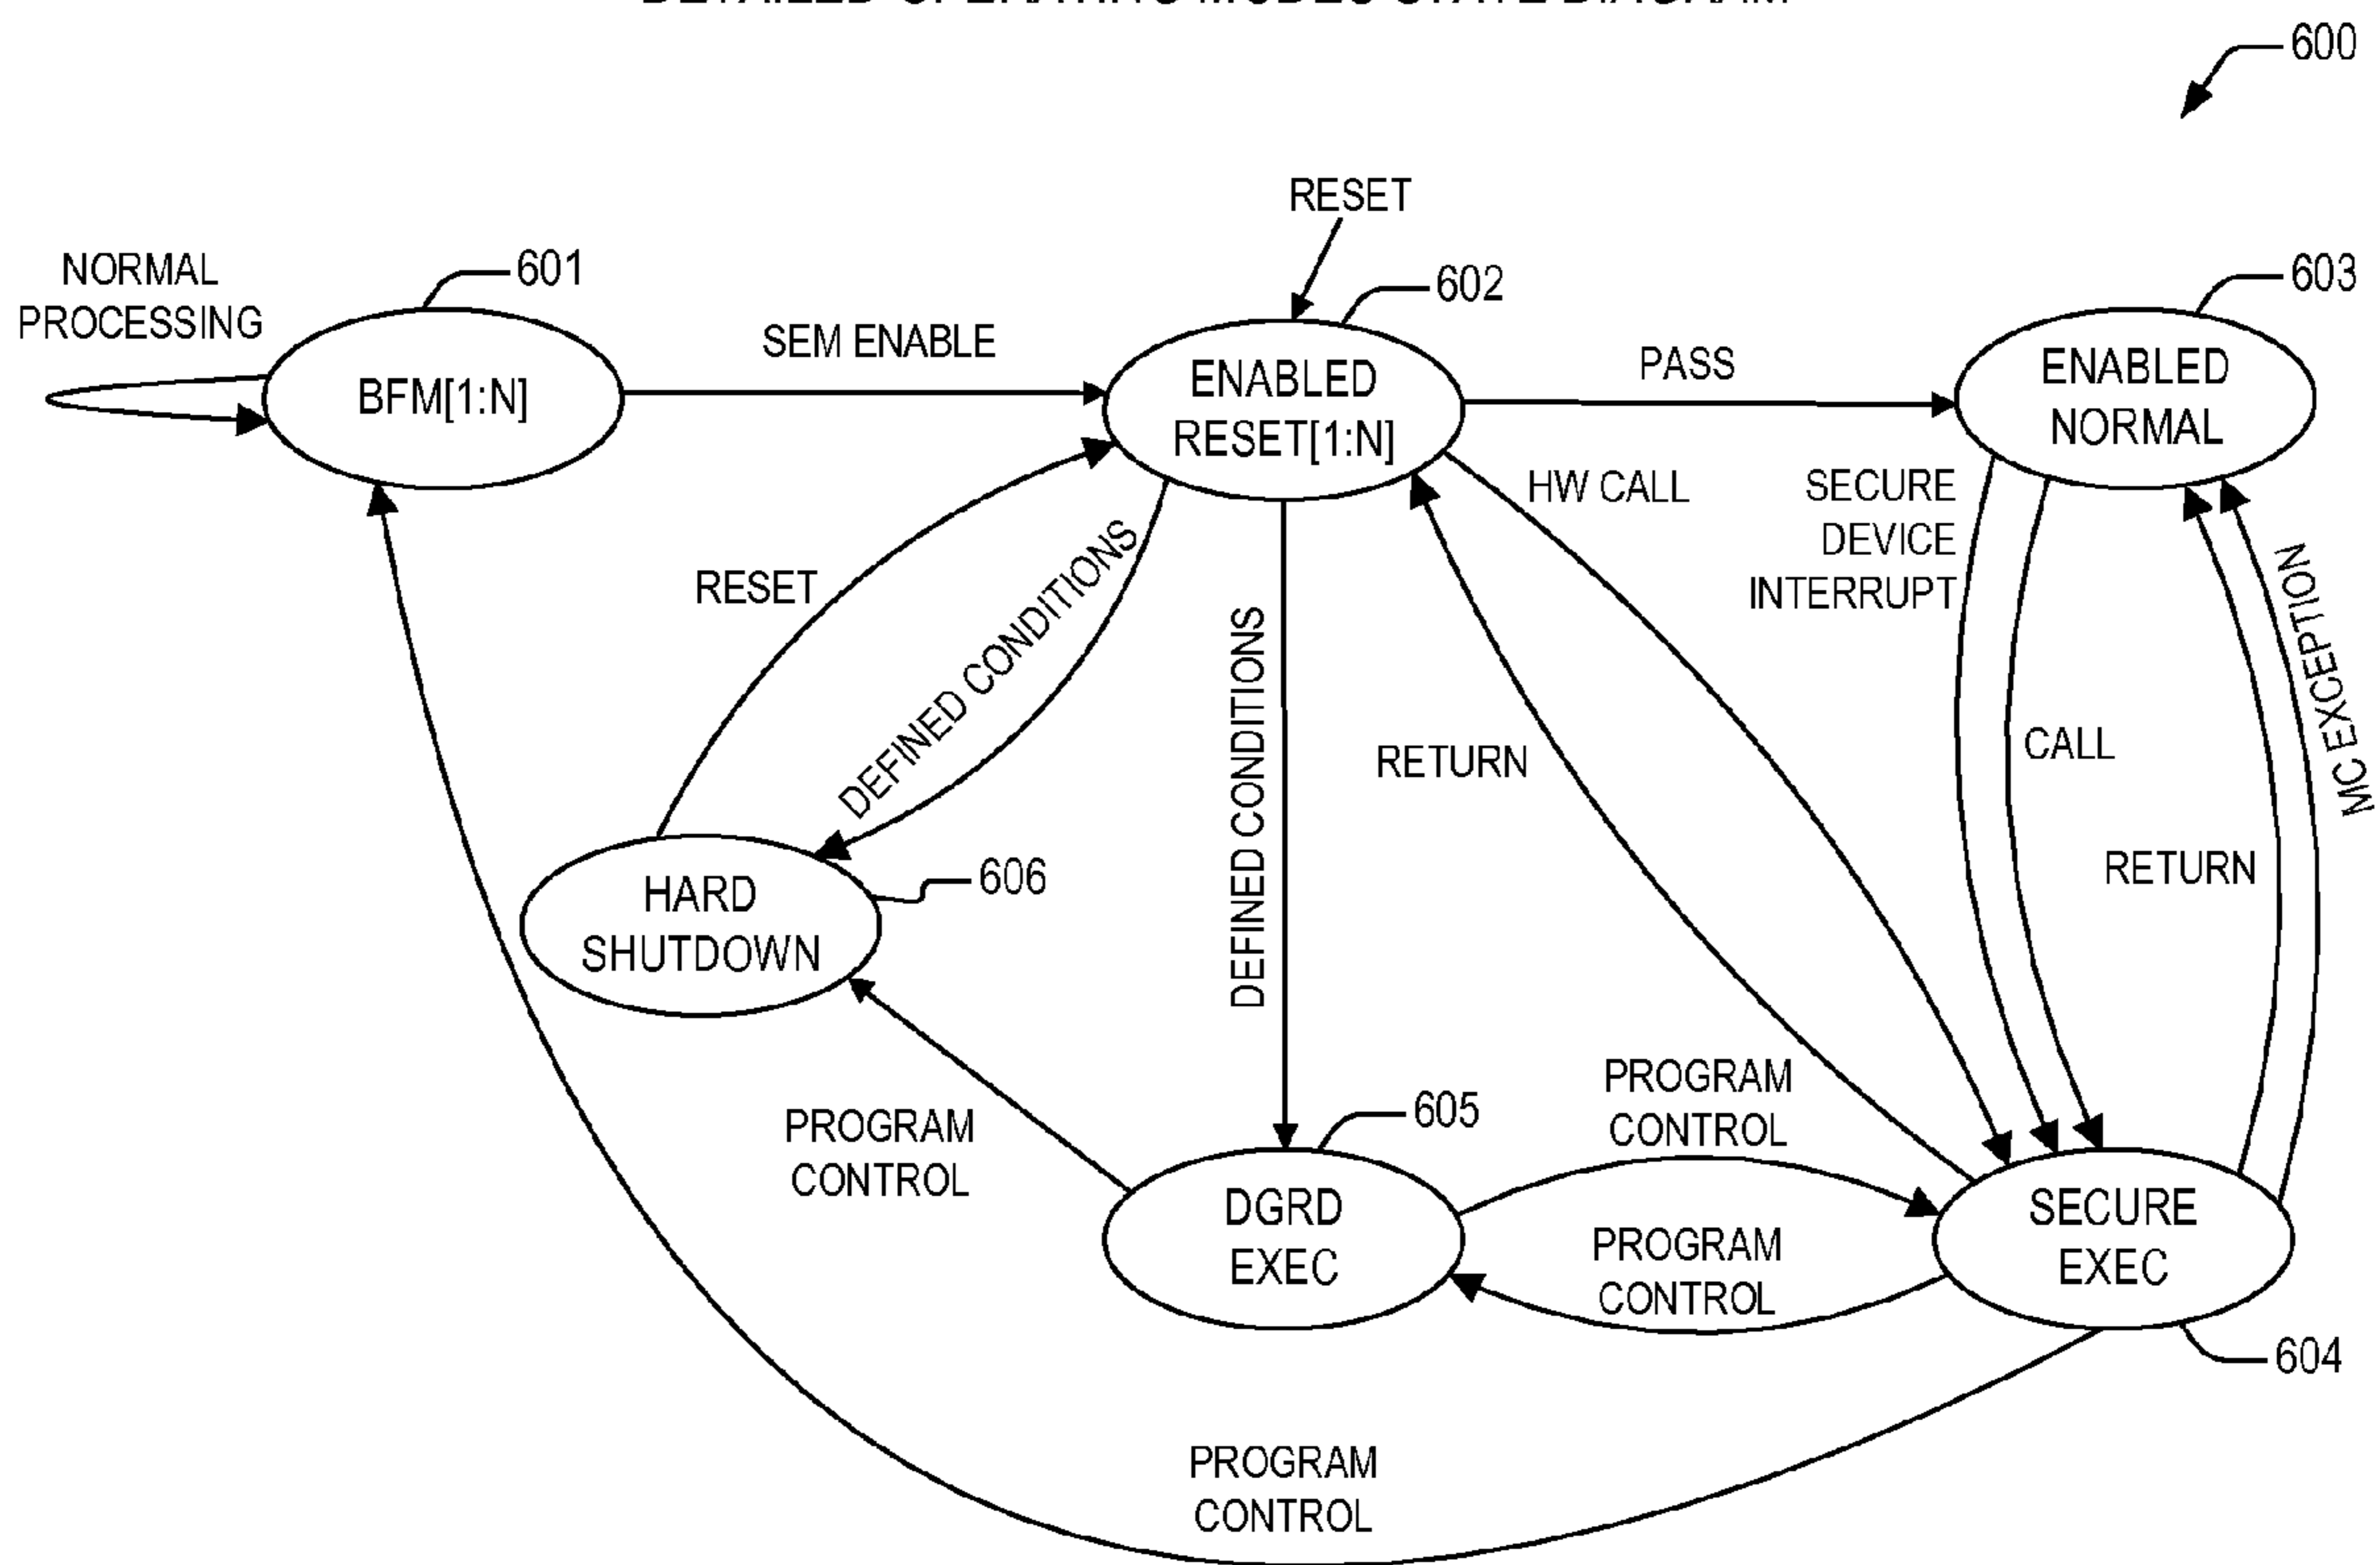 600
RESET
NORMAL
PROCESSING
601
SEM ENABLE
602
603
BFM[1:N]
ENABLED
RESET[1:N]
PASS
ENABLED
NORMAL
HW CALL
SECURE
DEVICE
INTERRUPT
RESET
DEFINED CONDITIONS
DEFINED CONDITIONS
RETURN
CALL
MC EXCEPTION
RETURN
HARD
SHUTDOWN
606
PROGRAM
CONTROL
605
PROGRAM
CONTROL
DGRD
EXEC
PROGRAM
CONTROL
SECURE
EXEC
604
PROGRAM
CONTROL